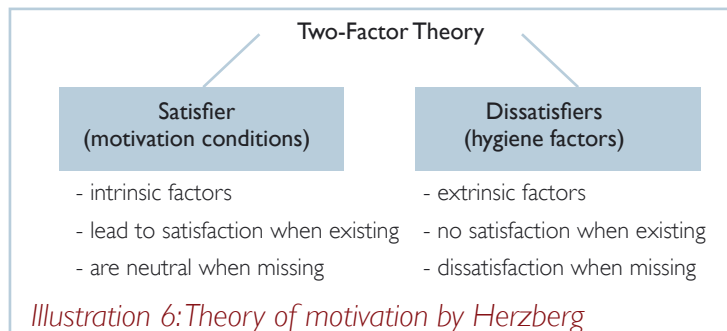 Two-Factor Theory
Satisfier
(motivation conditions)
- intrinsic factors
- lead to satisfaction when existing
- are neutral when missing
Dissatisfiers
(hygiene factors)
- extrinsic factors
- no satisfaction when existing
- dissatisfaction when missing
Illustration 6: Theory of motivation by Herzberg